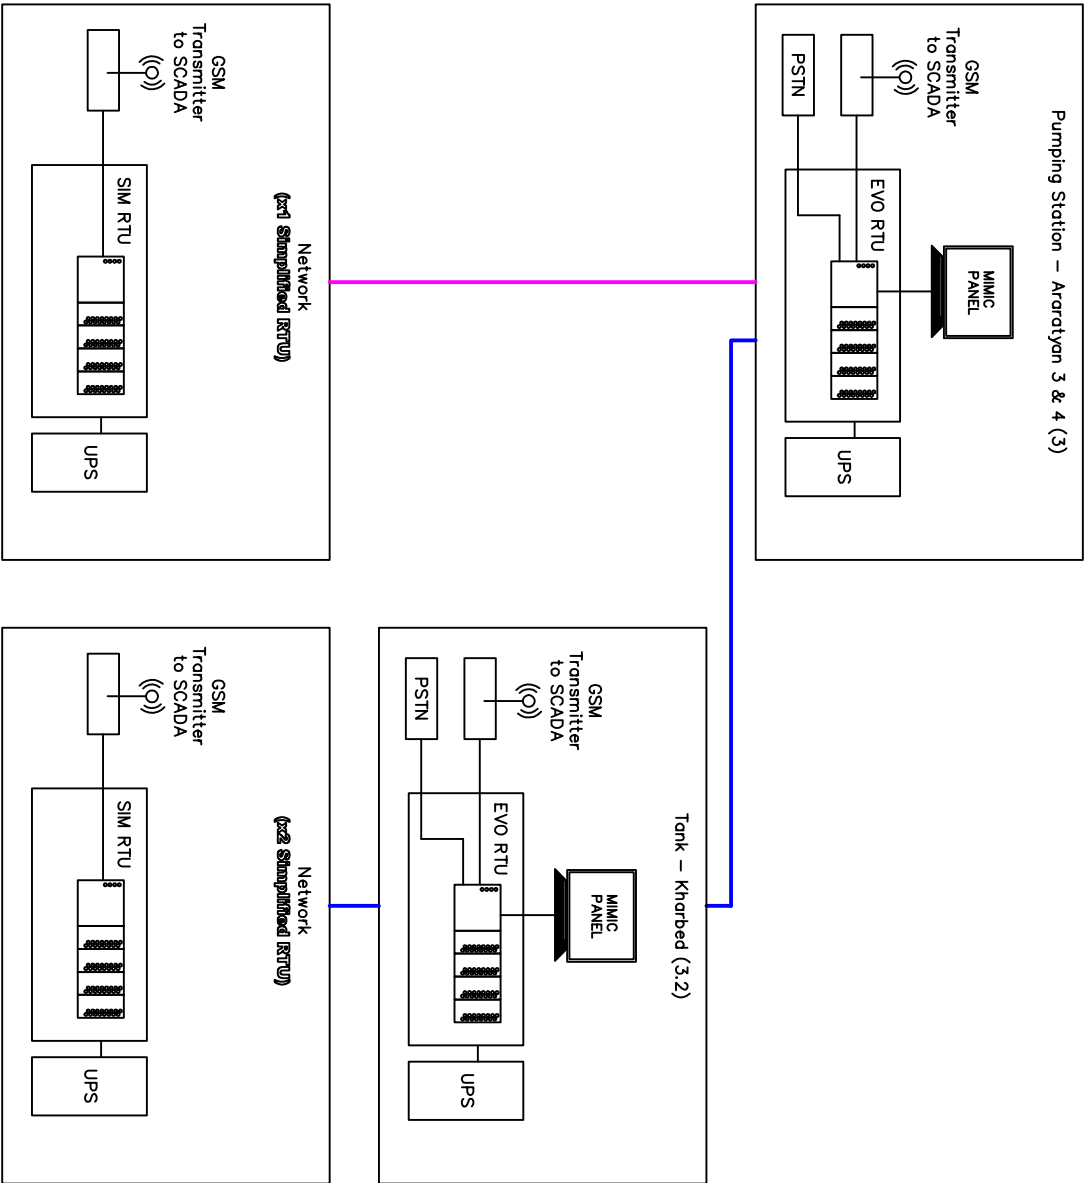 Pumping Station – Araratyan 3 & 4 (3)
MIMIC
PANEL
GSM
Transmitter
to SCADA
PSTN
EVO RTU
UPS
Tank – Kharbed (3.2)
MIMIC
PANEL
GSM
Transmitter
to SCADA
PSTN
EVO RTU
UPS
Network
(x1 Simplified RTU)
GSM
Transmitter
to SCADA
SIM RTU
UPS
Network
(x2 Simplified RTU)
GSM
Transmitter
to SCADA
SIM RTU
UPS